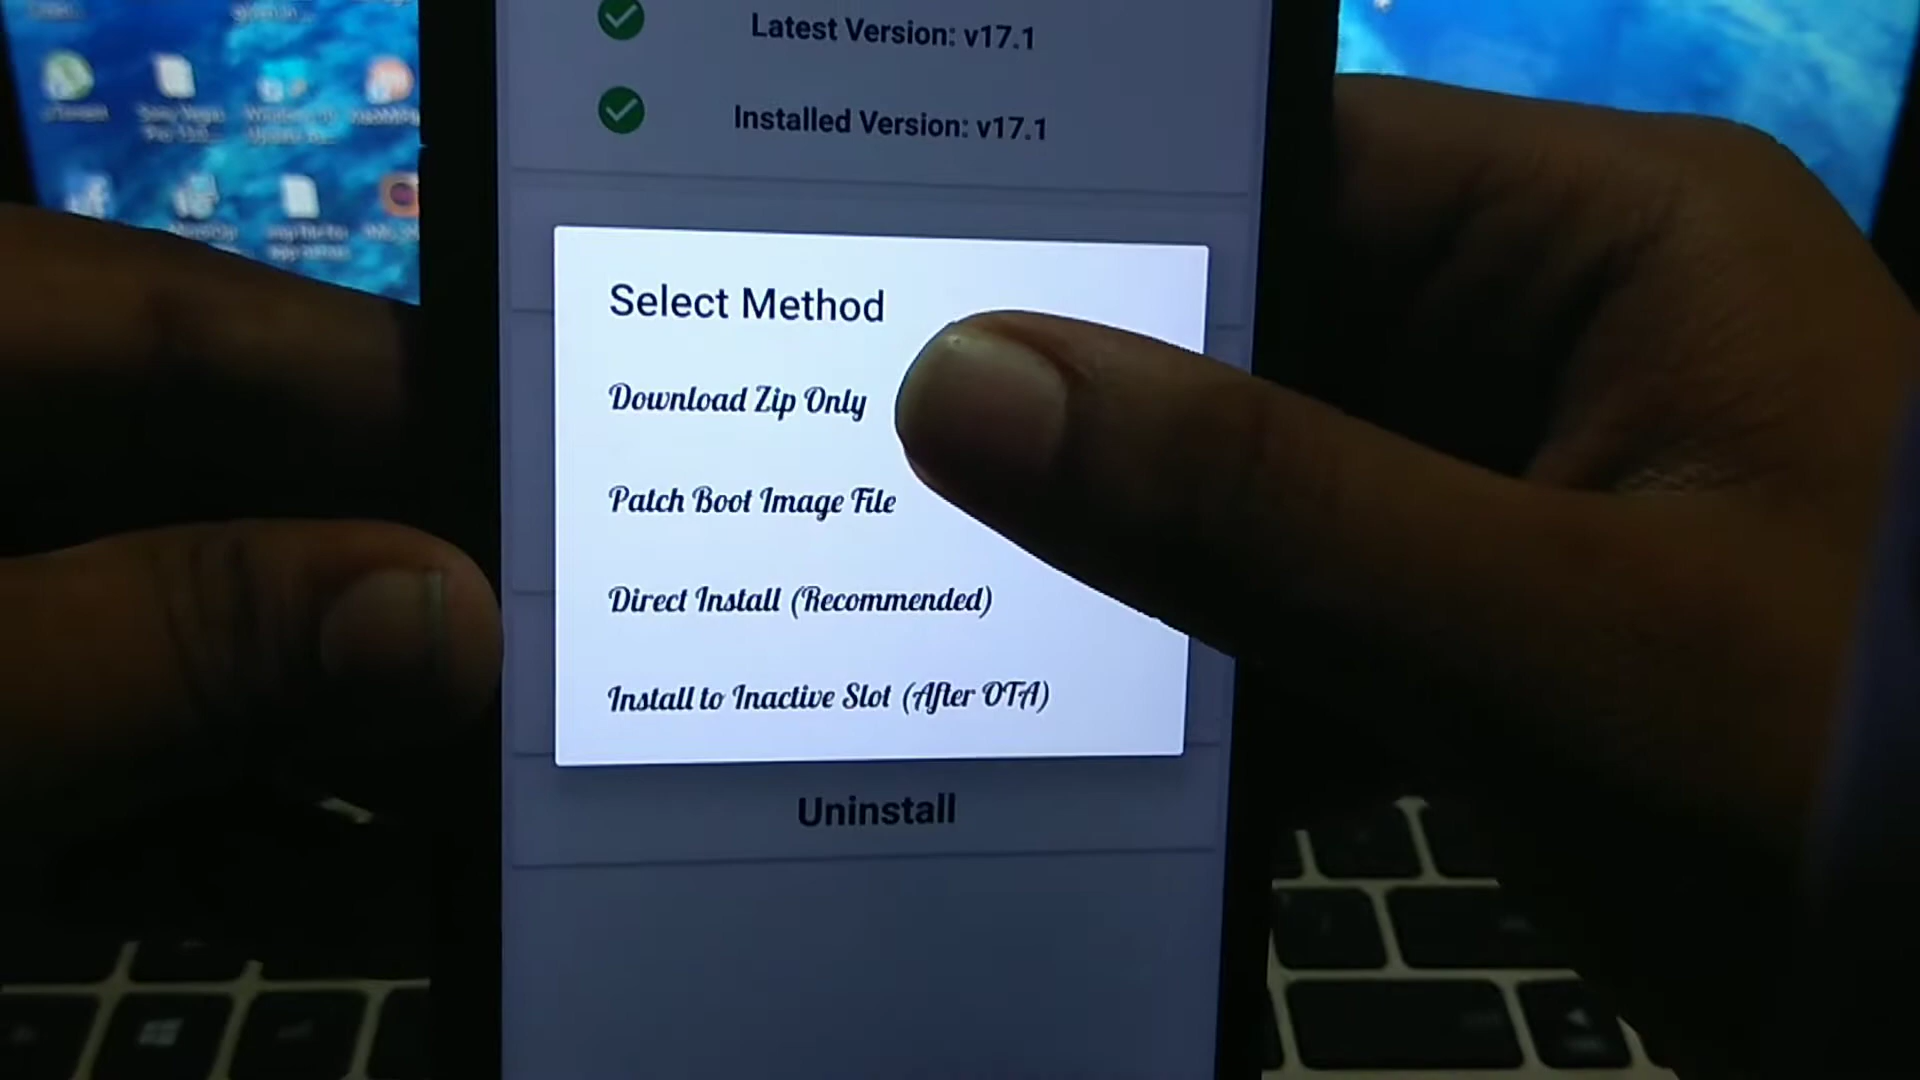 Latest Version: v17.1
Installed Version: v17.1
Select Method
Download Zip Only
Patch Boot Image File
Direct Install (Recommended)
Install to Inactive Slot (After OTA)
Uninstall